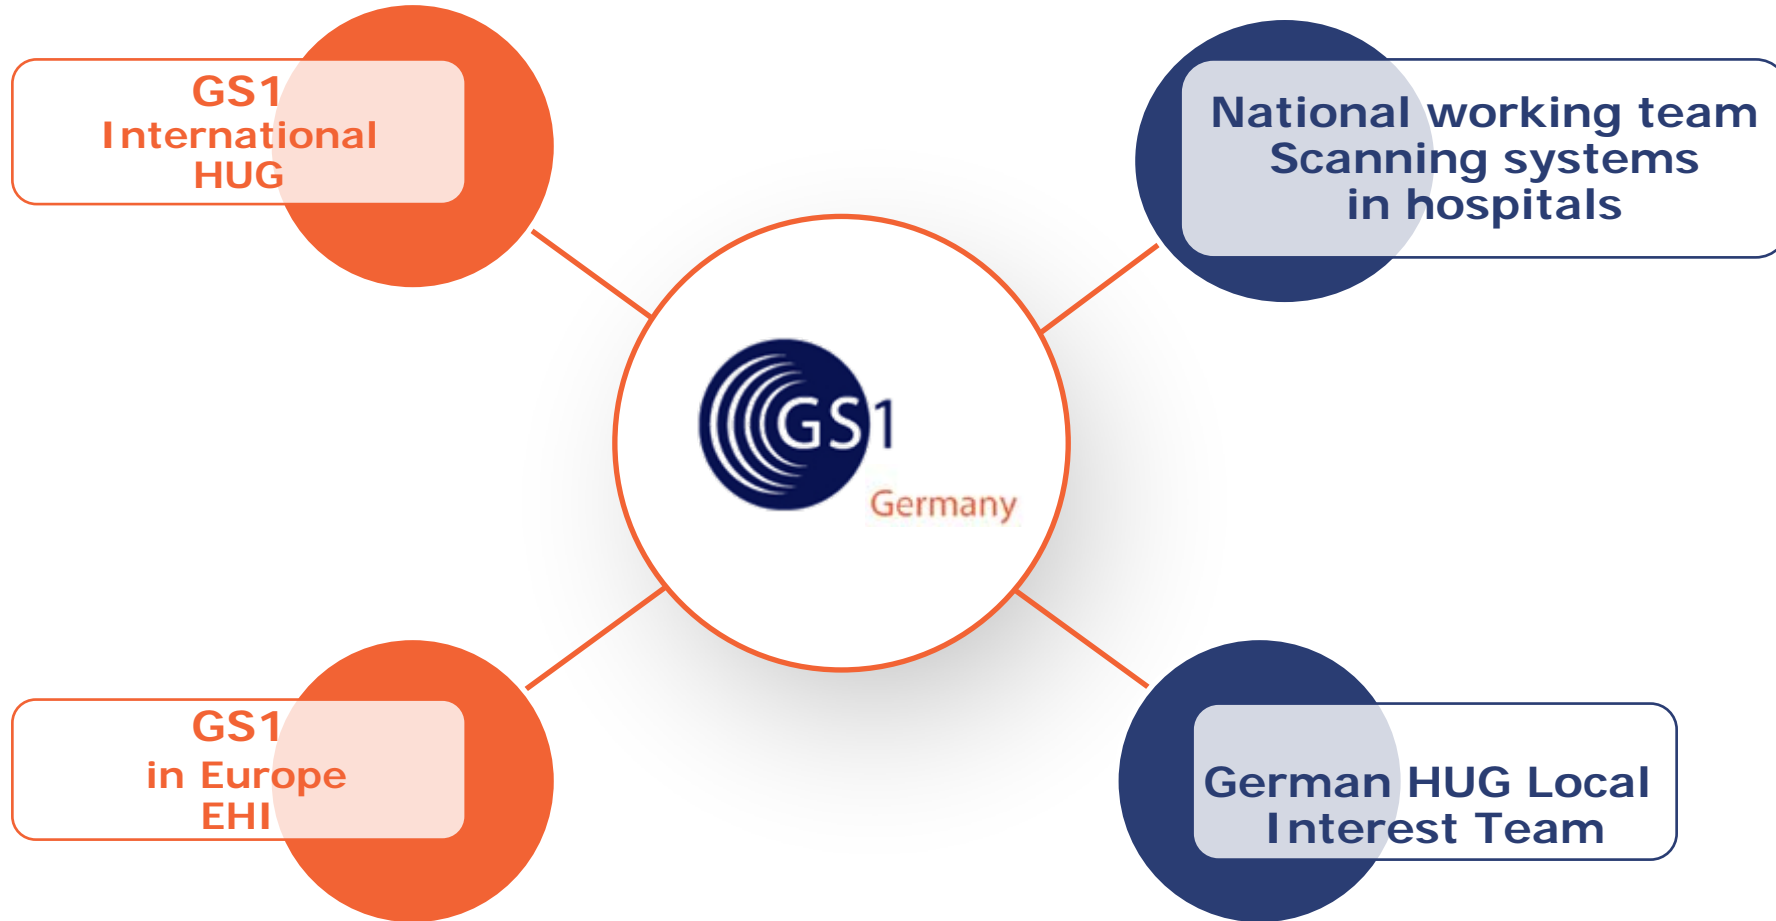 GS1
International
HUG
National working team
Scanning systems
in hospitals
GS1
Germany
GS1
in Europe
EHI
German HUG Local
Interest Team